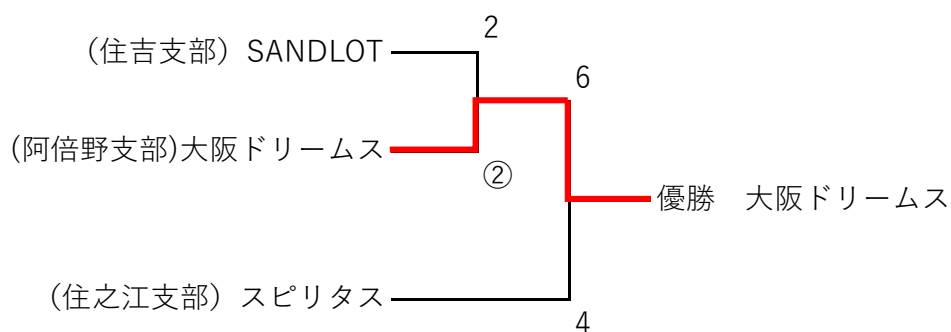 2
(住吉支部）SANDLOT
6
(阿倍野支部)大阪ドリームス
②
優勝　大阪ドリームス
(住之江支部）スピリタス
4